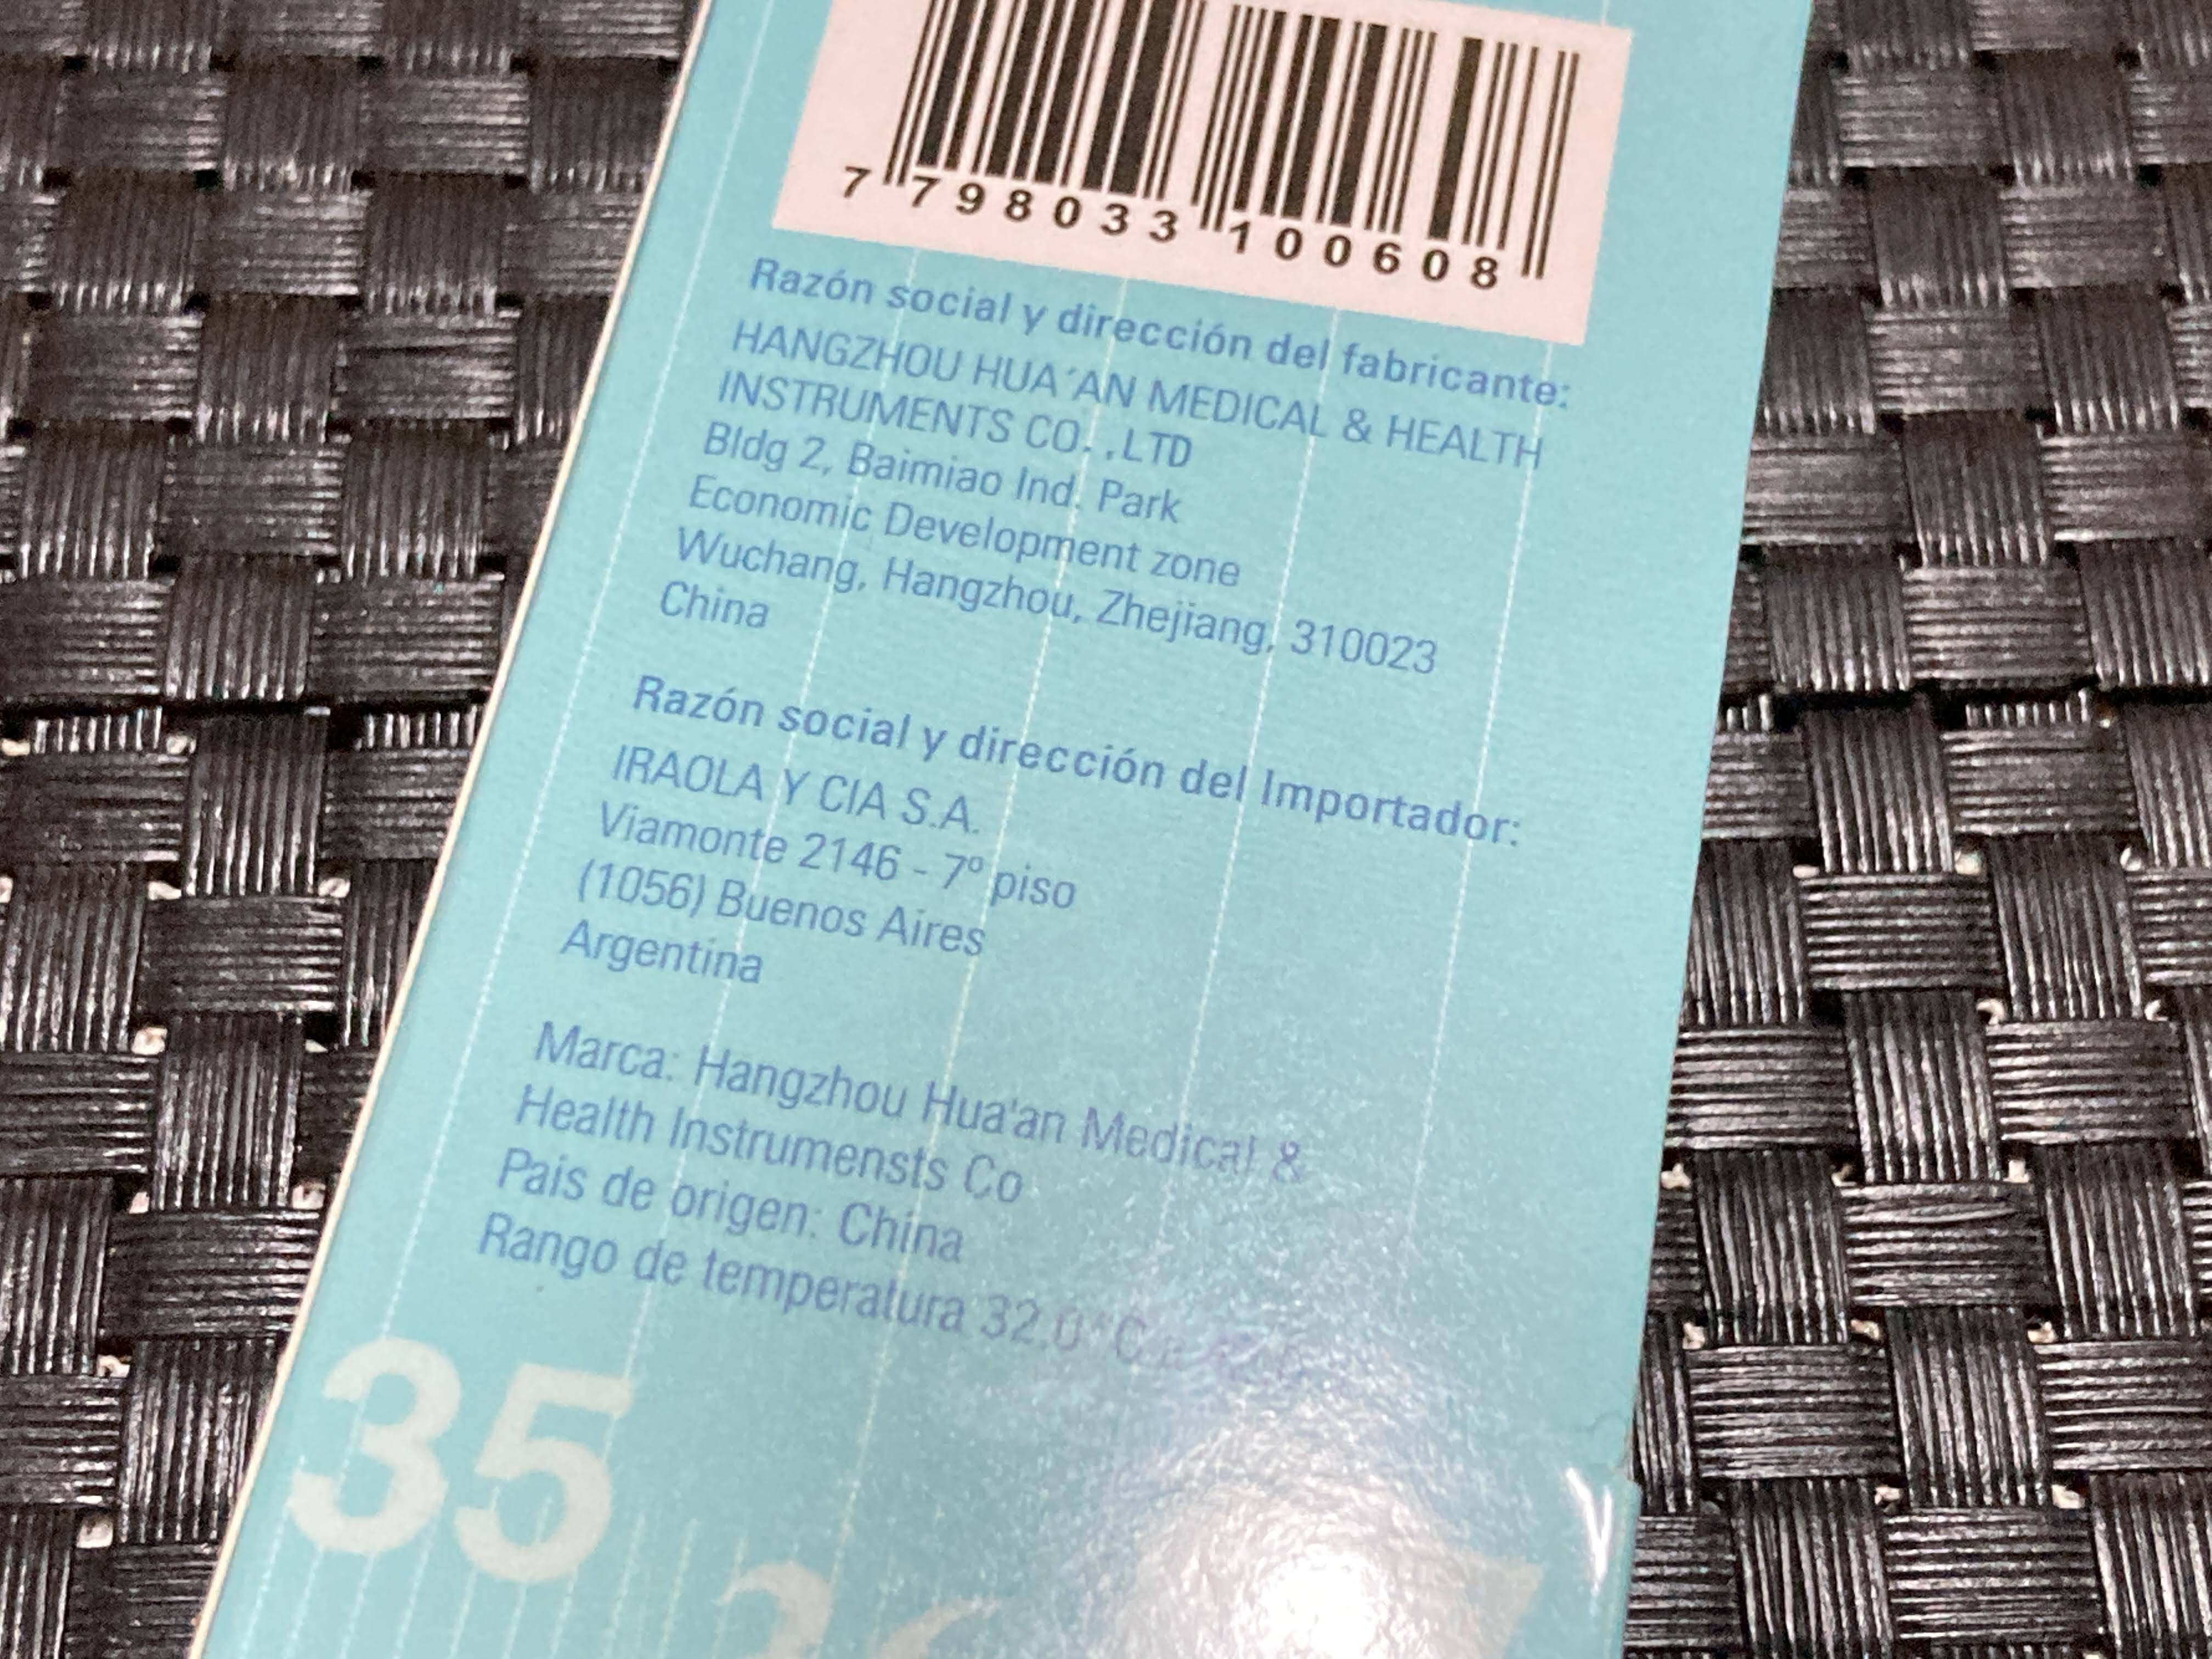 7 798033 100608
Razón social y dirección del fabricante:
HANGZHOU HUA´AN MEDICAL & HEALTH
INSTRUMENTS CO. ,LTD
Bldg 2, Baimiao Ind. Park
Economic Development zone
Wuchang, Hangzhou, Zhejiang, 310023
China
Razón social y dirección del Importador:
IRAOLA Y CIA S.A.
Viamonte 2146 - 7º piso
(1056) Buenos Aires
Argentina
Marca: Hangzhou Hua'an Medical &
Health Instrumensts Co
Pais de origen: China
Rango de temperatura 32.0°C
35